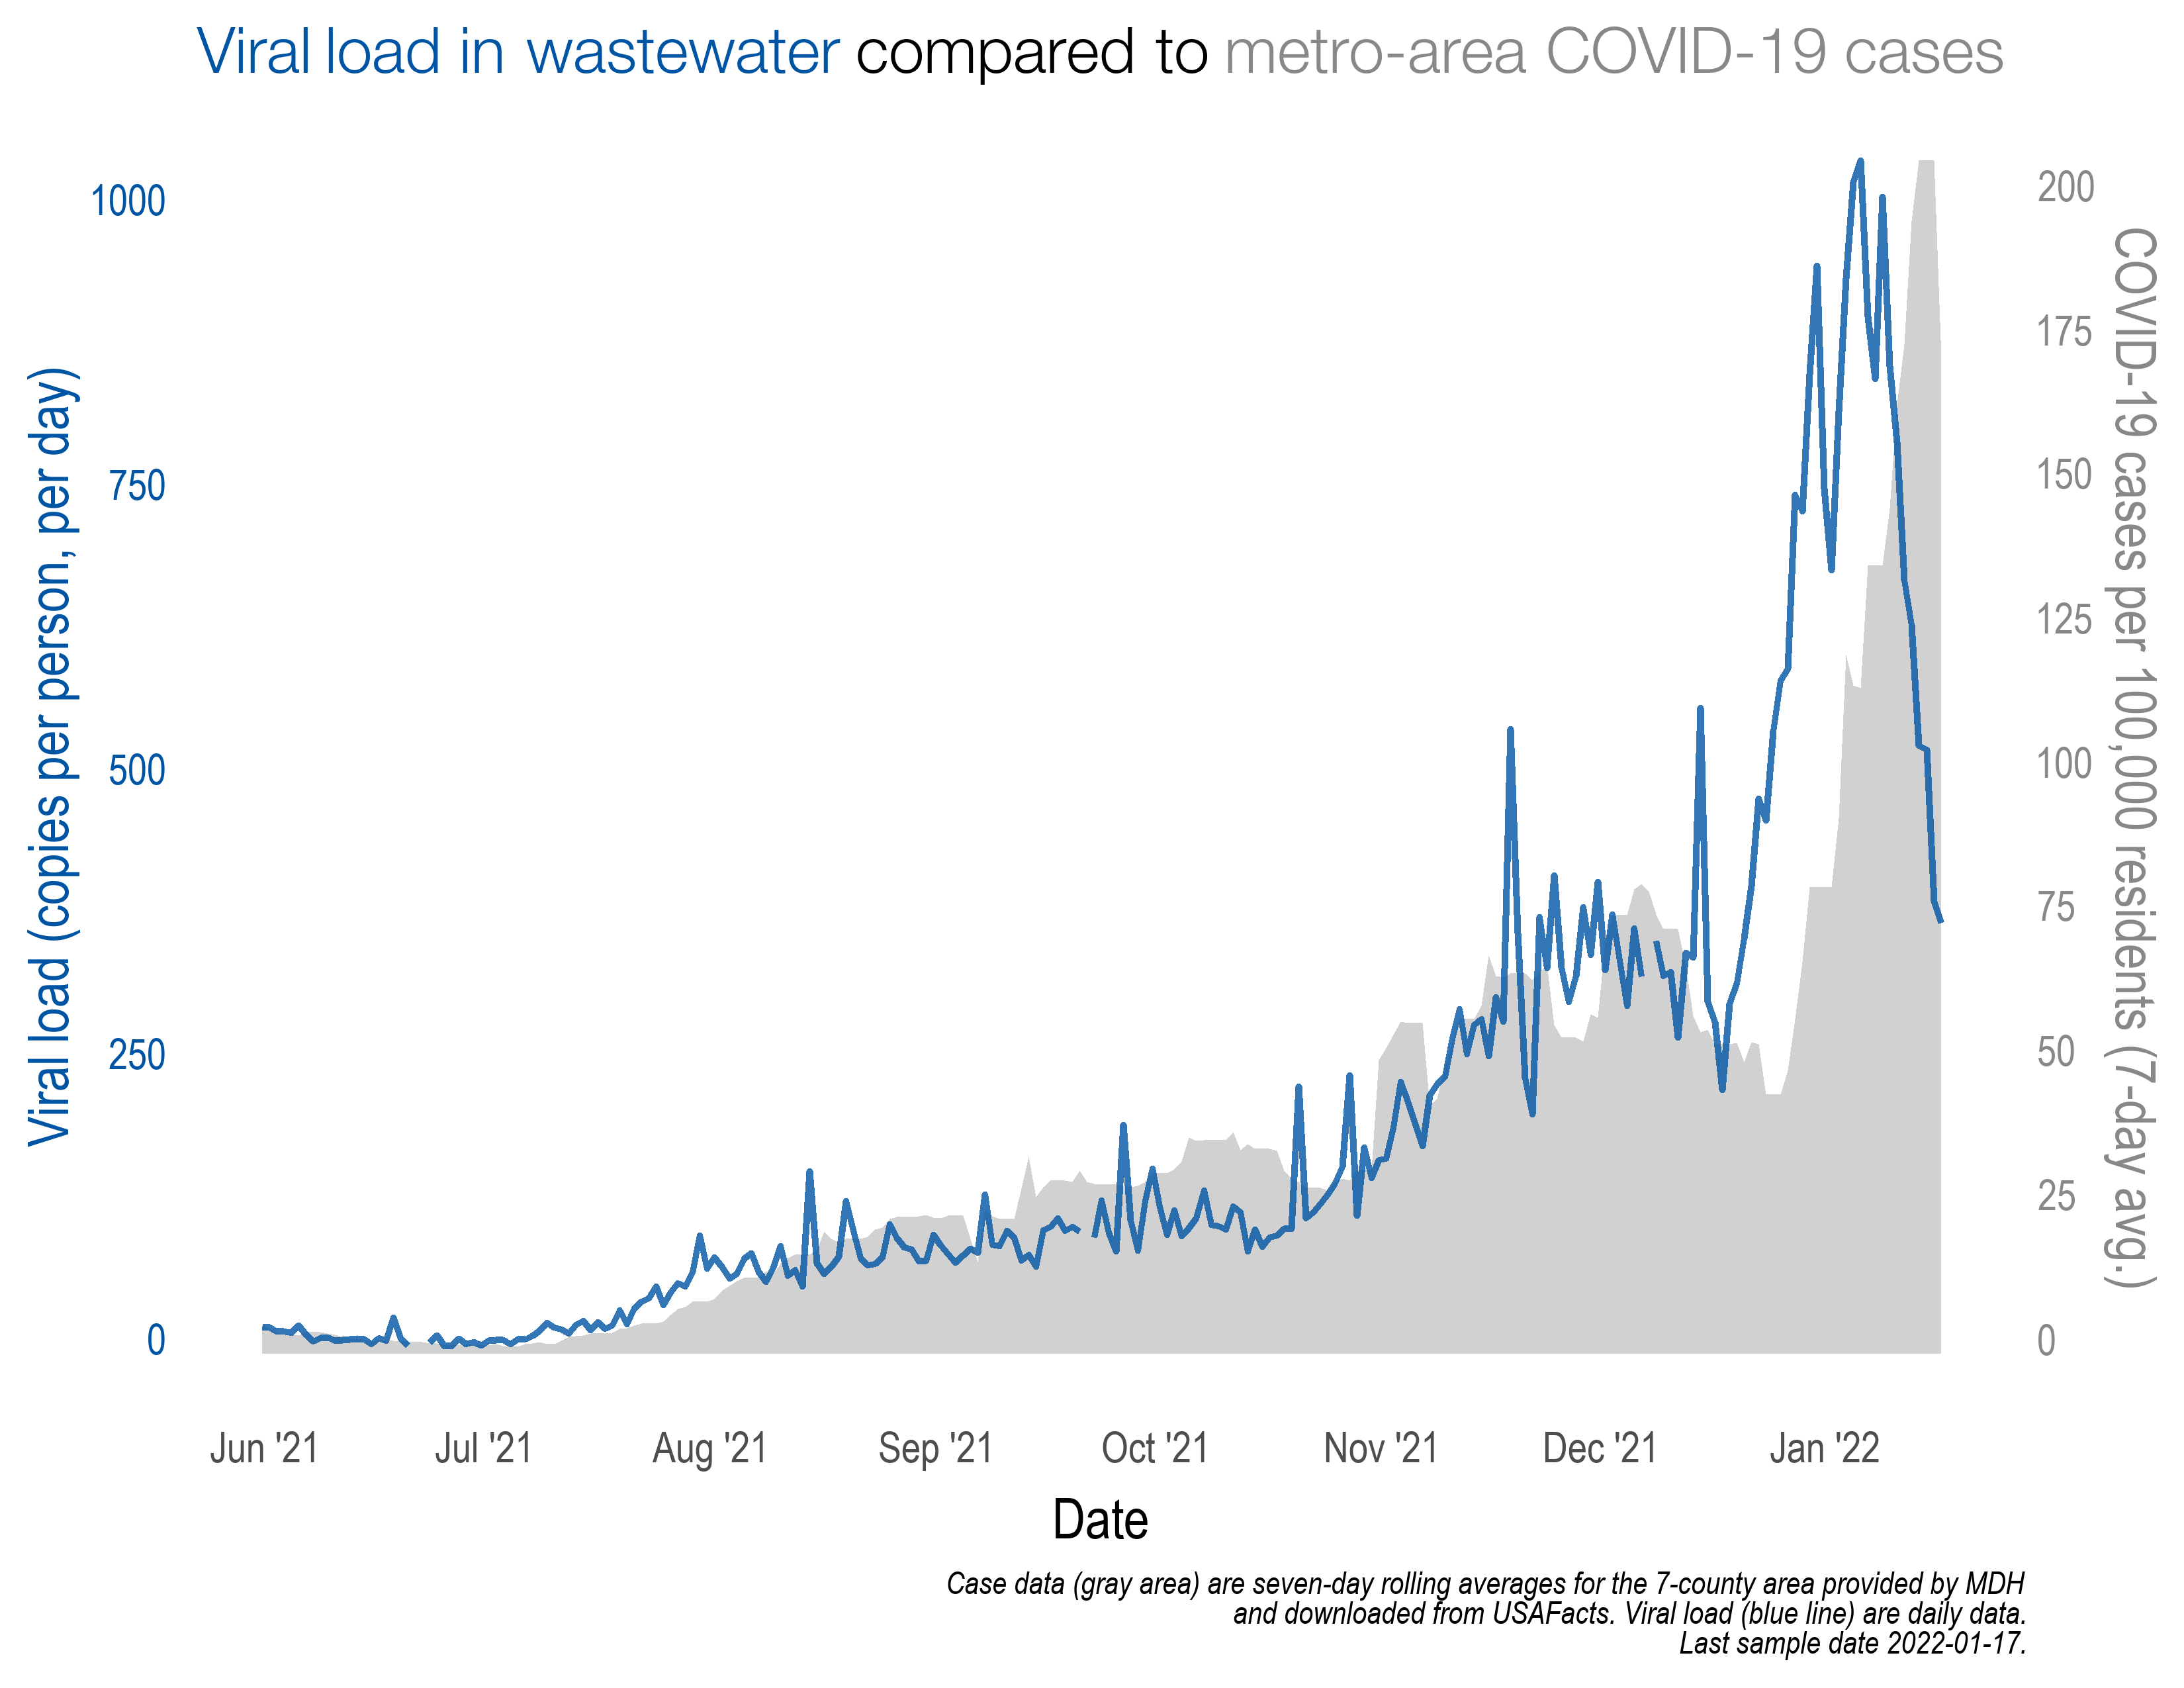 Viral load in wastewater compared to metro-area COVID-19 cases
Viral load (copies per person, per day)
1000
750
500
250
0
200
175
150
125
100
75
50
25
0
COVID-19 cases per 100,000 residents (7-day avg.)
Jun '21
Jul '21
Aug '21
Sep '21
Oct '21
Nov '21
Dec '21
Jan '22
Date
Case data (gray area) are seven-day rolling averages for the 7-county area provided by MDH
and downloaded from USAFacts. Viral load (blue line) are daily data.
Last sample date 2022-01-17.